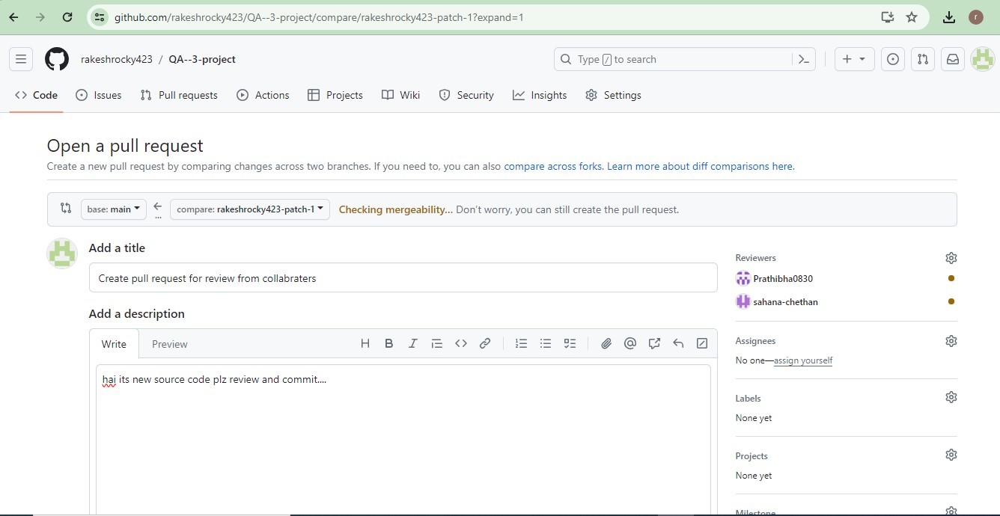 github.com/rakeshrocky423/QA--3-project/compare/rakeshrocky423-patch-1?expand=1
r
rakeshrocky423 / QA--3-project
Type / to search
Code Issues Pull requests Actions Projects Wiki Security Insights Settings
Open a pull request
Create a new pull request by comparing changes across two branches. If you need to, you can also compare across forks. Learn more about diff comparisons here.
base: main compare: rakeshrocky423-patch-1 Checking mergeability... Don't worry, you can still create the pull request.
Add a title
Create pull request for review from collabraters
Add a description
Write Preview
hai its new source code plz review and commit....
Reviewers
Prathibha0830
sahana-chethan
Assignees
No one—assign yourself
Labels
None yet
Projects
None yet
Milestone